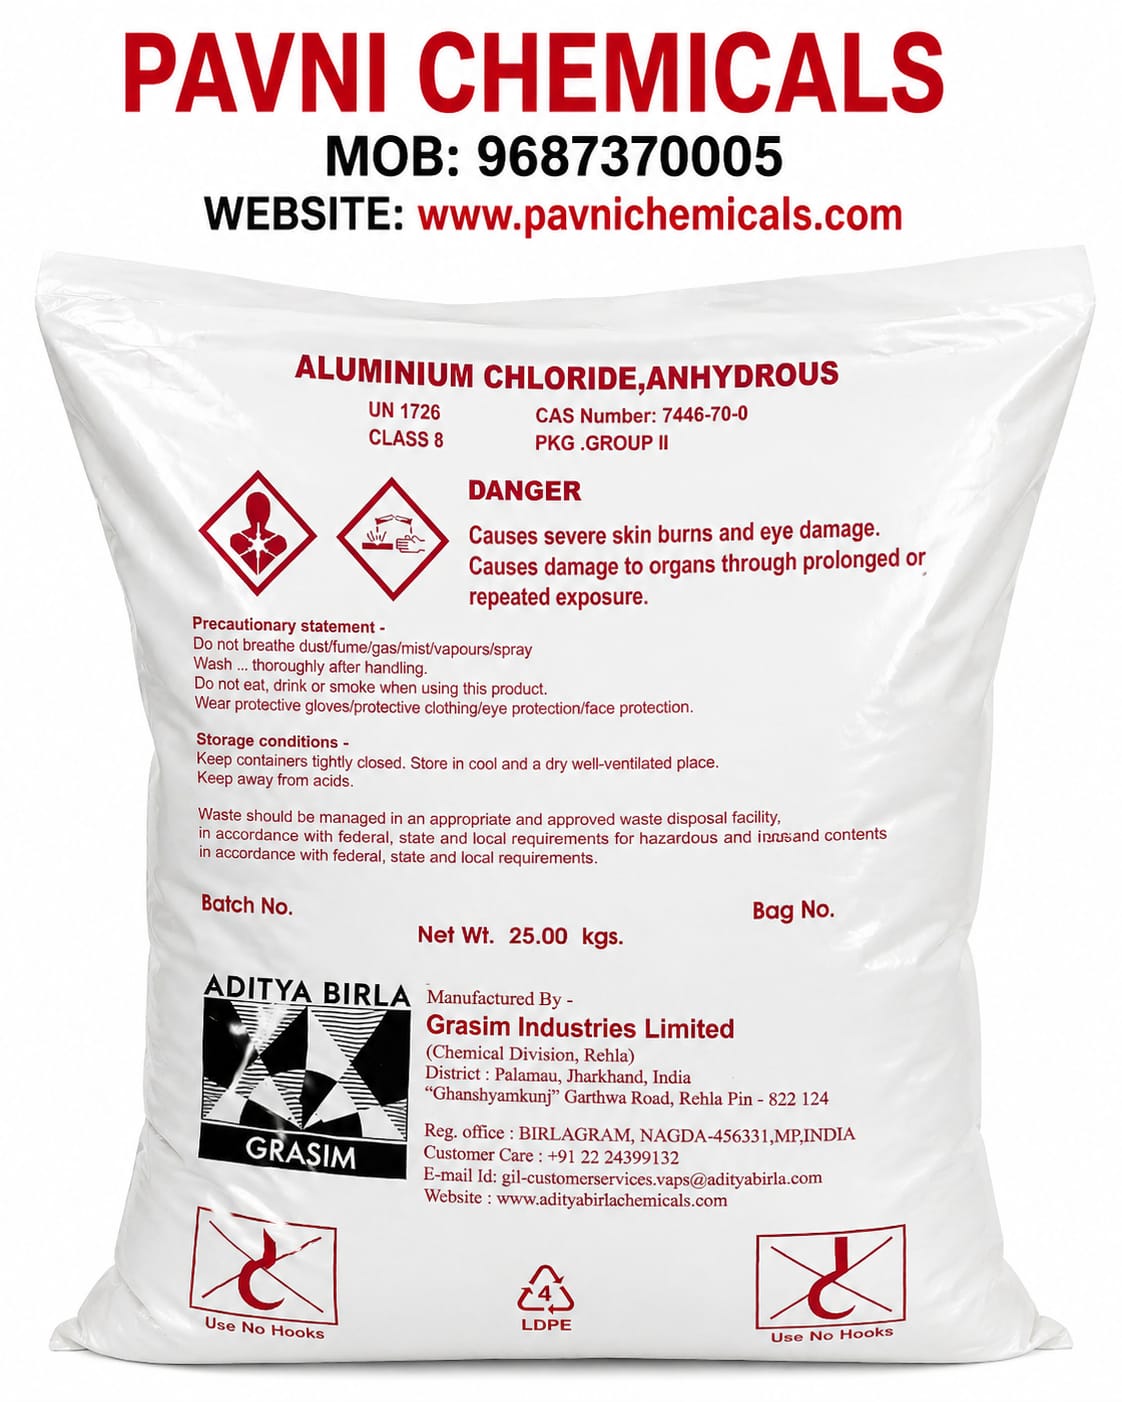 PAVNI CHEMICALS
MOB: 9687370005
WEBSITE: www.pavnichemicals.com
ALUMINIUM CHLORIDE,ANHYDROUS
UN 1726
CAS Number: 7446-70-0
CLASS 8
PKG .GROUP II
DANGER
Causes severe skin burns and eye damage.
Causes damage to organs through prolonged or
repeated exposure.
Precautionary statement -
Do not breathe dust/fume/gas/mist/vapours/spray
Wash ... thoroughly after handling.
Do not eat, drink or smoke when using this product.
Wear protective gloves/protective clothing/eye protection/face protection.
Storage conditions -
Keep containers tightly closed. Store in cool and a dry well-ventilated place.
Keep away from acids.
Waste should be managed in an appropriate and approved waste disposal facility,
in accordance with federal, state and local requirements for hazardous and contents
in accordance with federal, state and local requirements.
Batch No.
Bag No.
Net Wt. 25.00 kgs.
ADITYA BIRLA
GRASIM
Manufactured By -
Grasim Industries Limited
(Chemical Division, Rehla)
District : Palamau, Jharkhand, India
“Ghanshyamkunj” Garthwa Road, Rehla Pin - 822 124
Reg. office : BIRLAGRAM, NAGDA-456331,MP,INDIA
Customer Care : +91 22 24399132
E-mail Id: gil-customerservices.vaps@adityabirla.com
Website : www.adityabirlachemicals.com
Use No Hooks
4
LDPE
Use No Hooks